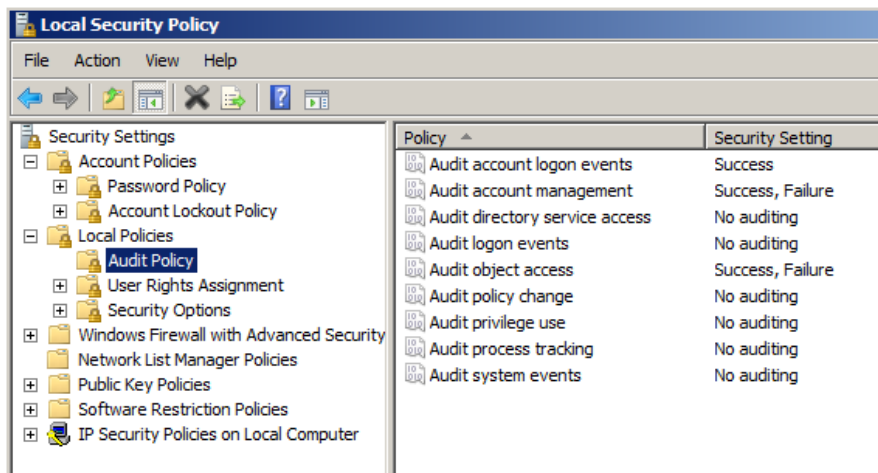 Local Security Policy
File Action View Help
Security Settings
Account Policies
Password Policy
Account Lockout Policy
Local Policies
Audit Policy
User Rights Assignment
Security Options
Windows Firewall with Advanced Security
Network List Manager Policies
Public Key Policies
Software Restriction Policies
IP Security Policies on Local Computer
Policy Security Setting
Audit account logon events Success
Audit account management Success, Failure
Audit directory service access No auditing
Audit logon events No auditing
Audit object access Success, Failure
Audit policy change No auditing
Audit privilege use No auditing
Audit process tracking No auditing
Audit system events No auditing